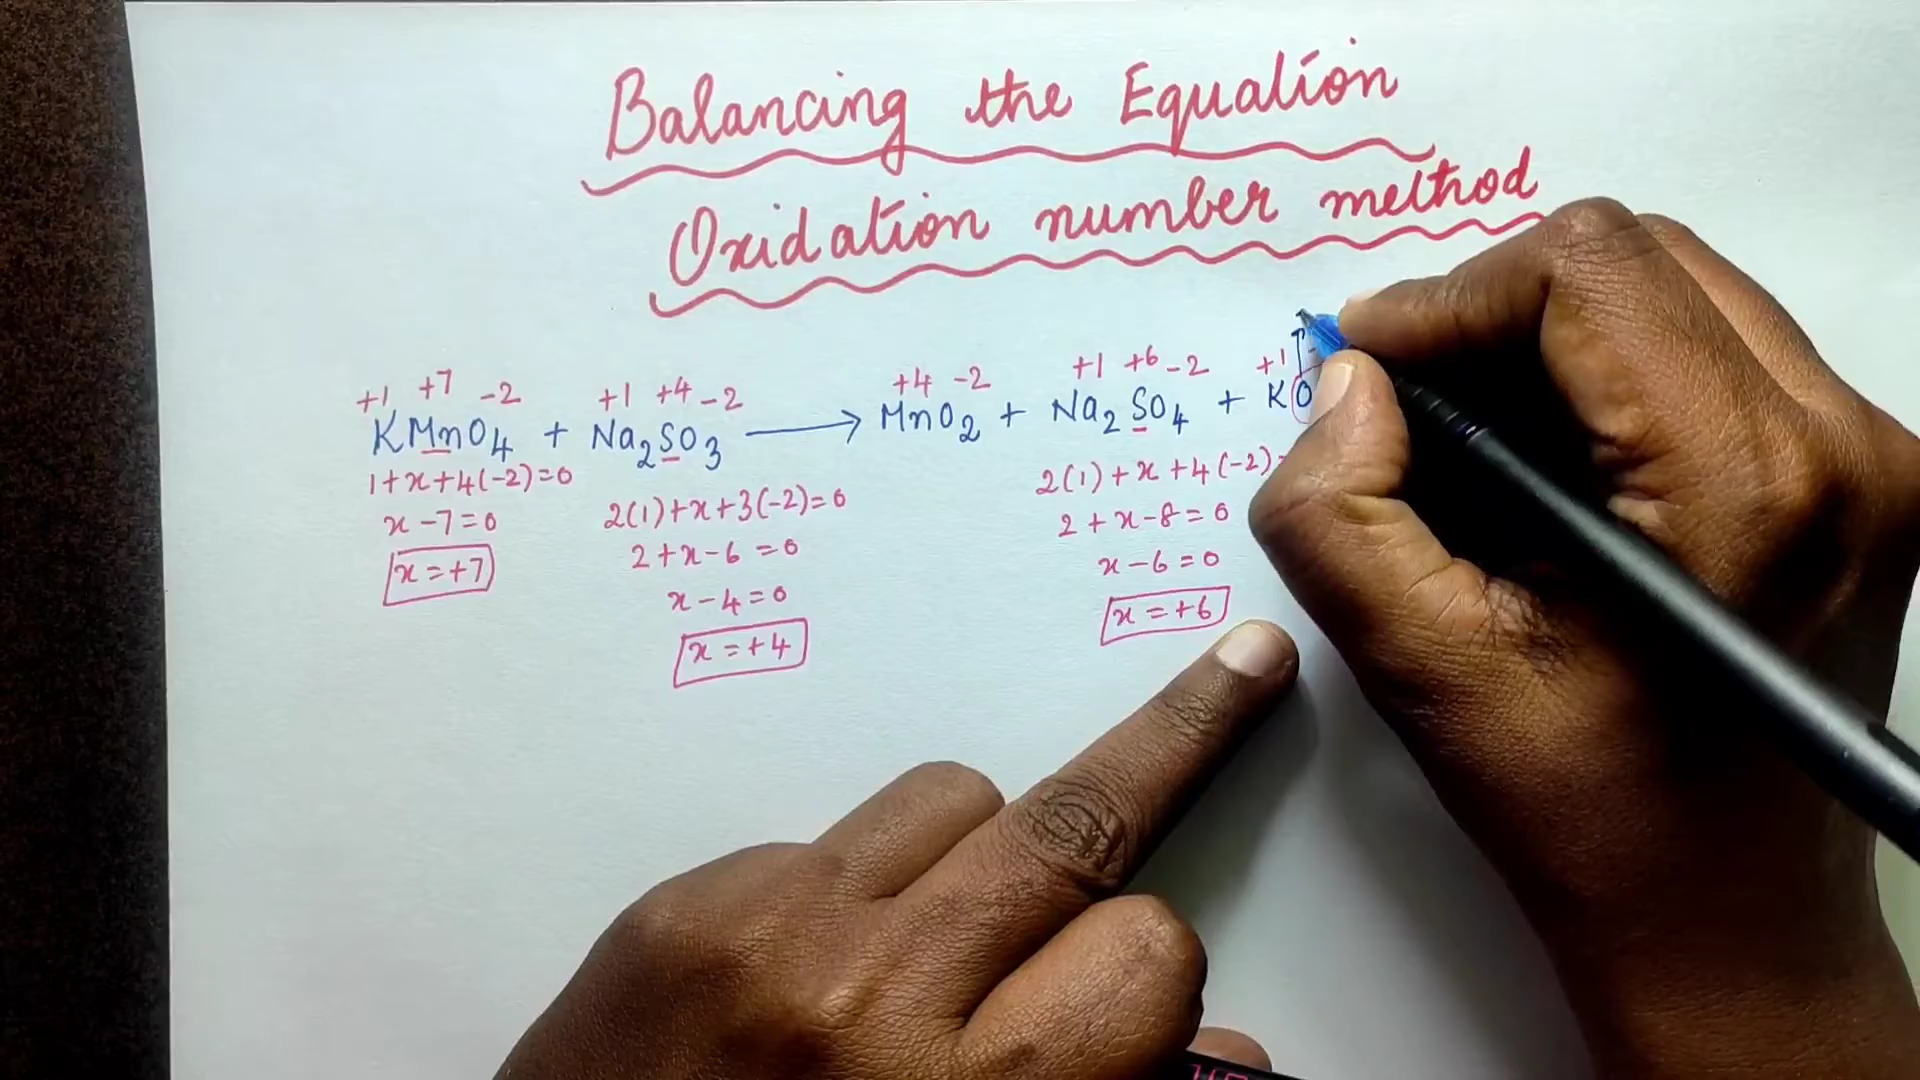 Balancing the Equation
Oxidation number method
+1 +7 -2 +1 +4 -2 +4 -2 +1 +6 -2 +1
KMnO4 + Na2SO3 ⟶ MnO2 + Na2SO4 + KO
1+x+4(-2)=0
x-7=0
x=+7
2(1)+x+3(-2)=0
2+x-6=0
x-4=0
x=+4
2(1)+x+4(-2)=
2+x-8=0
x-6=0
x=+6